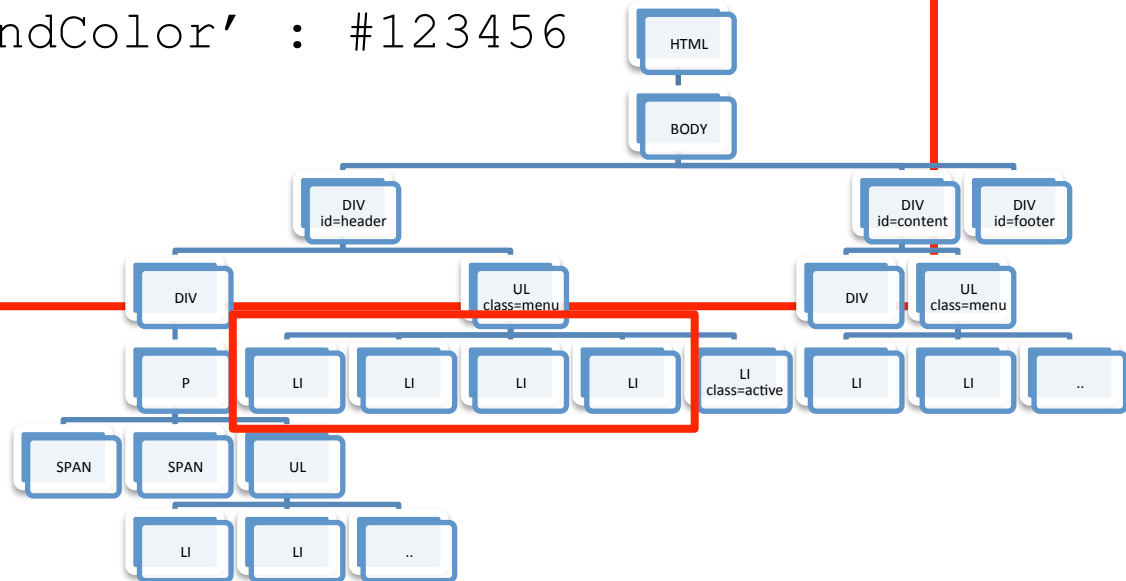 ndColor’ : #123456
HTML
BODY
DIV
id=header
DIV
id=content
DIV
id=footer
DIV
UL
class=menu
DIV
UL
class=menu
P
LI
LI
LI
LI
LI
class=active
LI
LI
..
SPAN
SPAN
UL
LI
LI
..